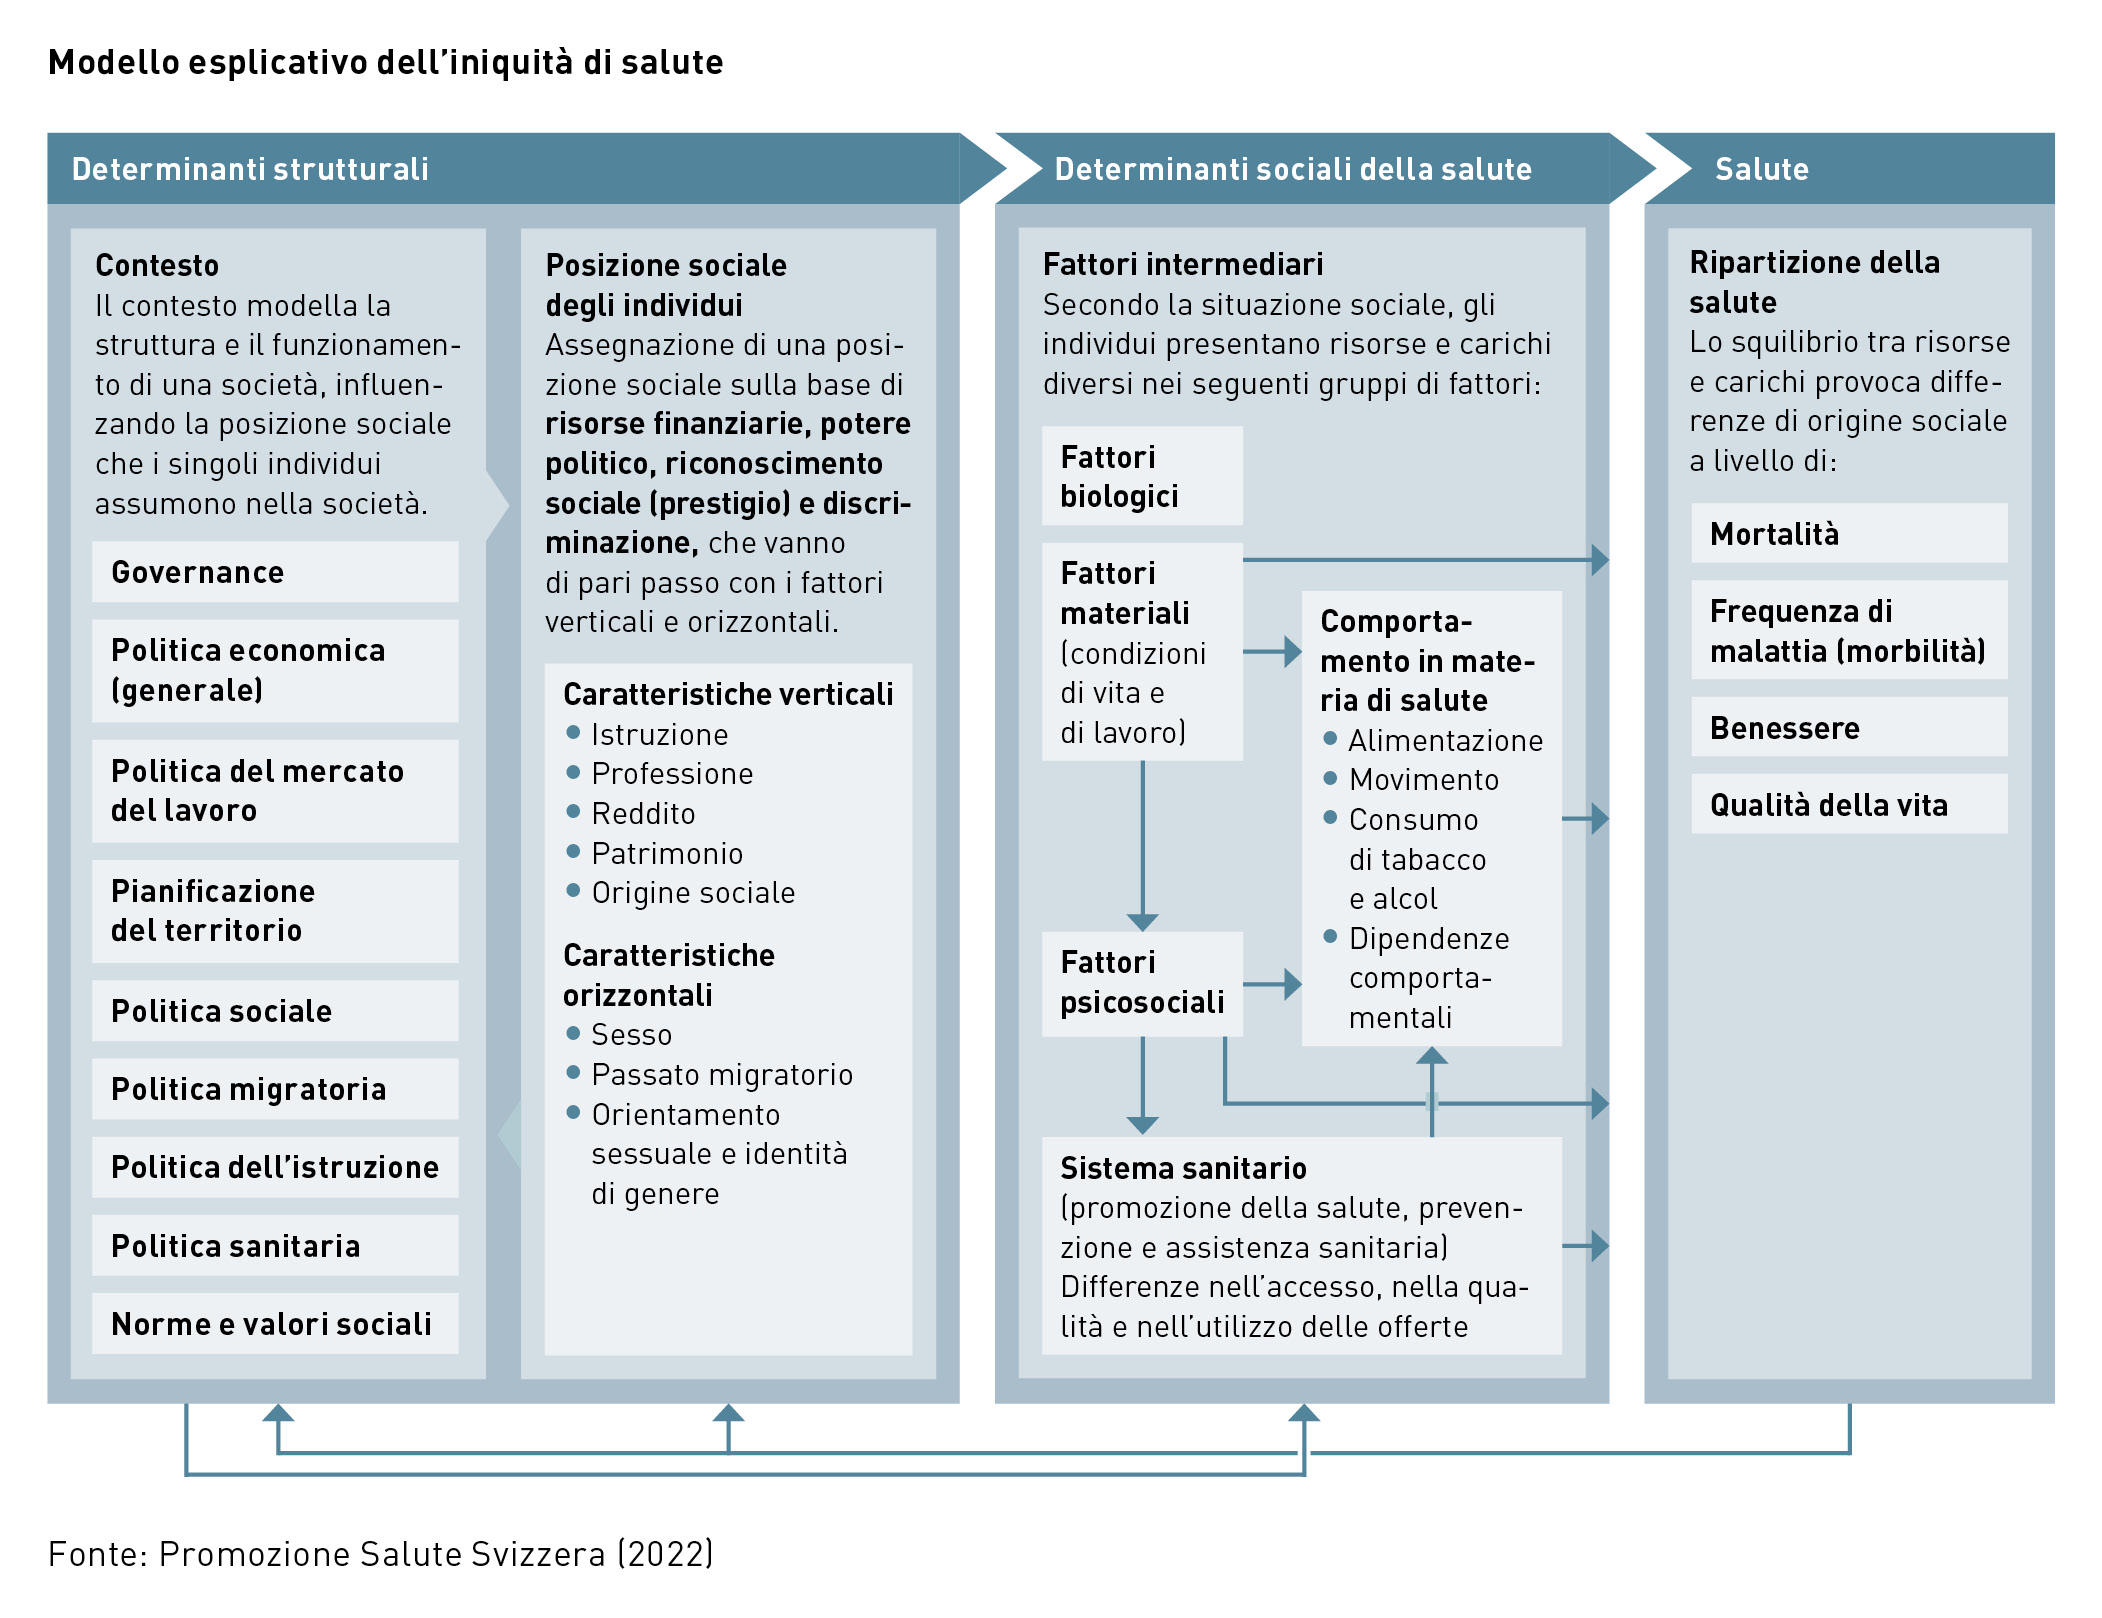 Modello esplicativo dell’iniquità di salute
Determinanti strutturali
Contesto
Il contesto modella la
struttura e il funzionamen-
to di una società, influen-
zando la posizione sociale
che i singoli individui
assumono nella società.
Governance
Politica economica
(generale)
Politica del mercato
del lavoro
Pianificazione
del territorio
Politica sociale
Politica migratoria
Politica dell’istruzione
Politica sanitaria
Norme e valori sociali
Posizione sociale
degli individui
Assegnazione di una posi-
zione sociale sulla base di
risorse finanziarie, potere
politico, riconoscimento
sociale (prestigio) e discri-
minazione, che vanno
di pari passo con i fattori
verticali e orizzontali.
Caratteristiche verticali
• Istruzione
• Professione
• Reddito
• Patrimonio
• Origine sociale
Caratteristiche
orizzontali
• Sesso
• Passato migratorio
• Orientamento
sessuale e identità
di genere
Determinanti sociali della salute
Fattori intermediari
Secondo la situazione sociale, gli
individui presentano risorse e carichi
diversi nei seguenti gruppi di fattori:
Fattori
biologici
Fattori
materiali
(condizioni
di vita e
di lavoro)
Comporta-
mento in mate-
ria di salute
• Alimentazione
• Movimento
• Consumo
di tabacco
e alcol
• Dipendenze
comporta-
mentali
Fattori
psicosociali
Sistema sanitario
(promozione della salute, preven-
zione e assistenza sanitaria)
Differenze nell’accesso, nella qua-
lità e nell’utilizzo delle offerte
Salute
Ripartizione della
salute
Lo squilibrio tra risorse
e carichi provoca diffe-
renze di origine sociale
a livello di:
Mortalità
Frequenza di
malattia (morbilità)
Benessere
Qualità della vita
Fonte: Promozione Salute Svizzera (2022)